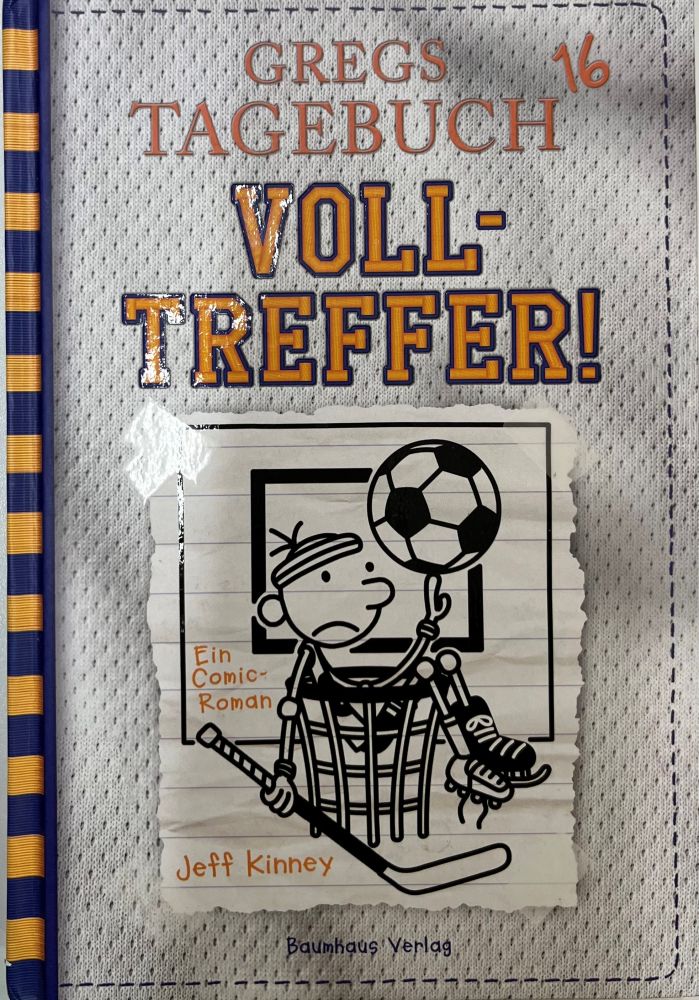 GREGS
TAGEBUCH 16
VOLL-
TREFFER!
Ein
Comic-
Roman
Jeff Kinney
Baumhaus Verlag